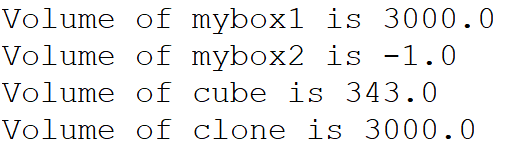 Volume of mybox1 is 3000.0
Volume of mybox2 is -1.0
Volume of cube is 343.0
Volume of clone is 3000.0